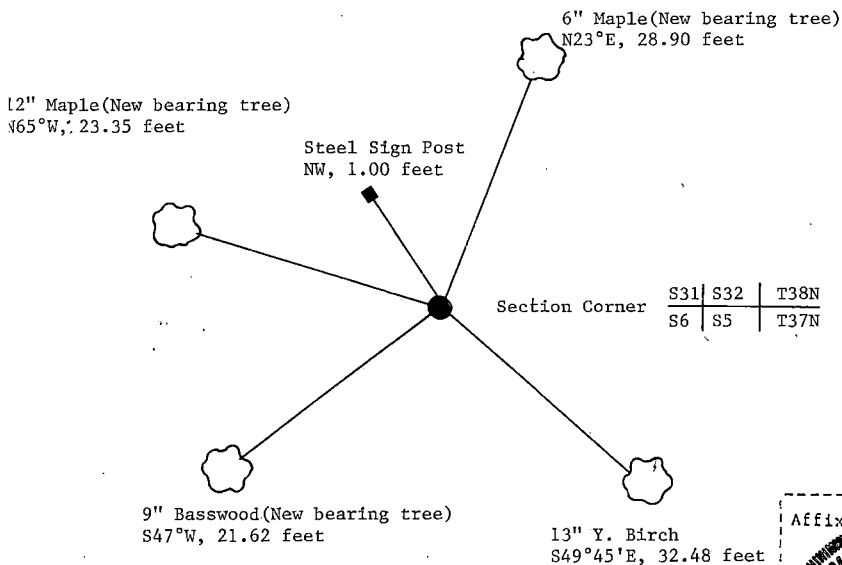 6" Maple(New bearing tree)
N23°E, 28.90 feet
12" Maple(New bearing tree)
N65°W, 23.35 feet
Steel Sign Post
NW, 1.00 feet
Section Corner
S31 S32 T38N
S6 S5 T37N
9" Basswood(New bearing tree)
S47°W, 21.62 feet
13" Y. Birch
S49°45'E, 32.48 feet
Affix